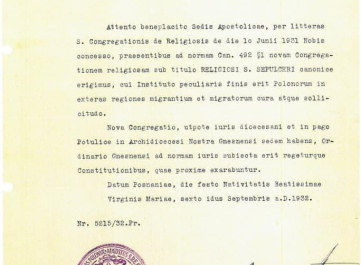 Attento beneplacito Sedis Apostolicae, per litteras
S. Congregationis de Religiosis de die 10 Junii 1931 Nobis
concesso, praesentibus ad normam Can. 492 §1 novam Congrega-
tionem religiosam sub titulo RELIGIOSI S. SEPULCHRI canonice
erigimus, cui Instituto peculiaris finis erit Polonorum in
exteras regiones migrantium et migratorum cura atque solli-
citudo.
Nova Congregatio, utpote iuris dioecesani et in pago
Potulice in Archidioecesi Nostra Gnesnensi sedem habens, Or-
dinario Gnesnensi ad normam iuris subiecta erit regeturque
Constitutionibus, quae proxime exarabuntur.
Datum Posnaniae, die festo Nativitatis Beatissimae
Virginis Mariae, sexto idus Septembris a.D.1932.
Nr. 5215/32.Pr.